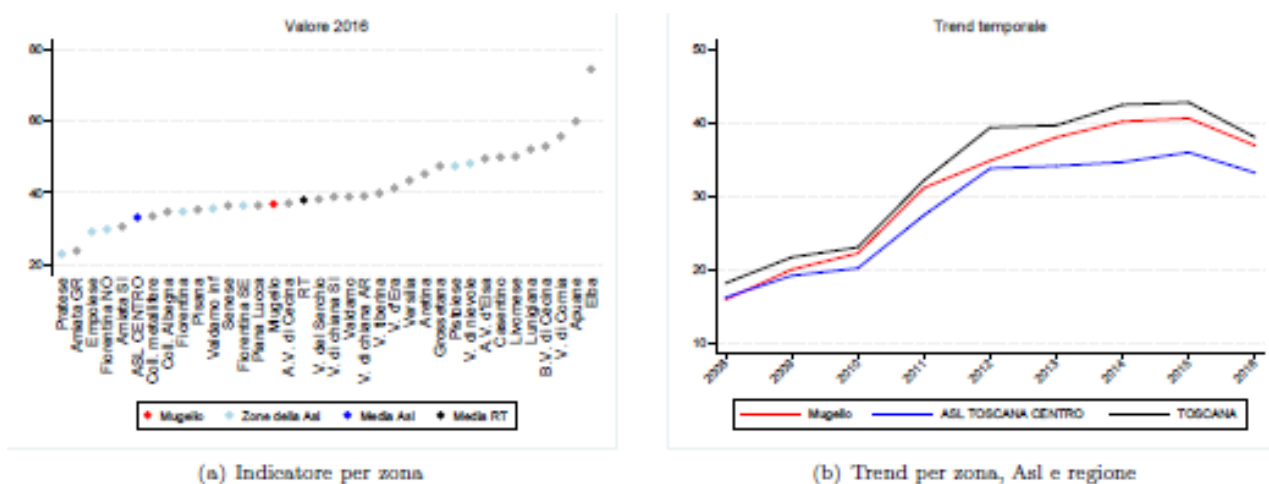 Valore 2016
80
60
40
20
Pratese
Amiata GR
Empolese
Fiorentina NO
Amiata SI
ASL CENTRO
Coll. metallifere
Coll. Albegna
Fiorentina
Pisana
Valdarno inf
Senese
Fiorentina SE
Piana Lucca
Mugello
A.V. di Cecina
RT
V. del Serchio
V. di chiana SI
Valdarno
V. di chiana AR
V. tiberina
V. d'Era
Versilia
Aretina
Grossetana
Pistoiese
V. di nievole
A.V. d'Elsa
Casentino
Livornese
Lunigiana
B.V. di Cecina
V. di Cornia
Apuane
Elba
Mugello Zone della Asl Media Asl Media RT
(a) Indicatore per zona
Trend temporale
50
40
30
20
10
2008 2009 2010 2011 2012 2013 2014 2015 2016
Mugello ASL TOSCANA CENTRO TOSCANA
(b) Trend per zona, Asl e regione